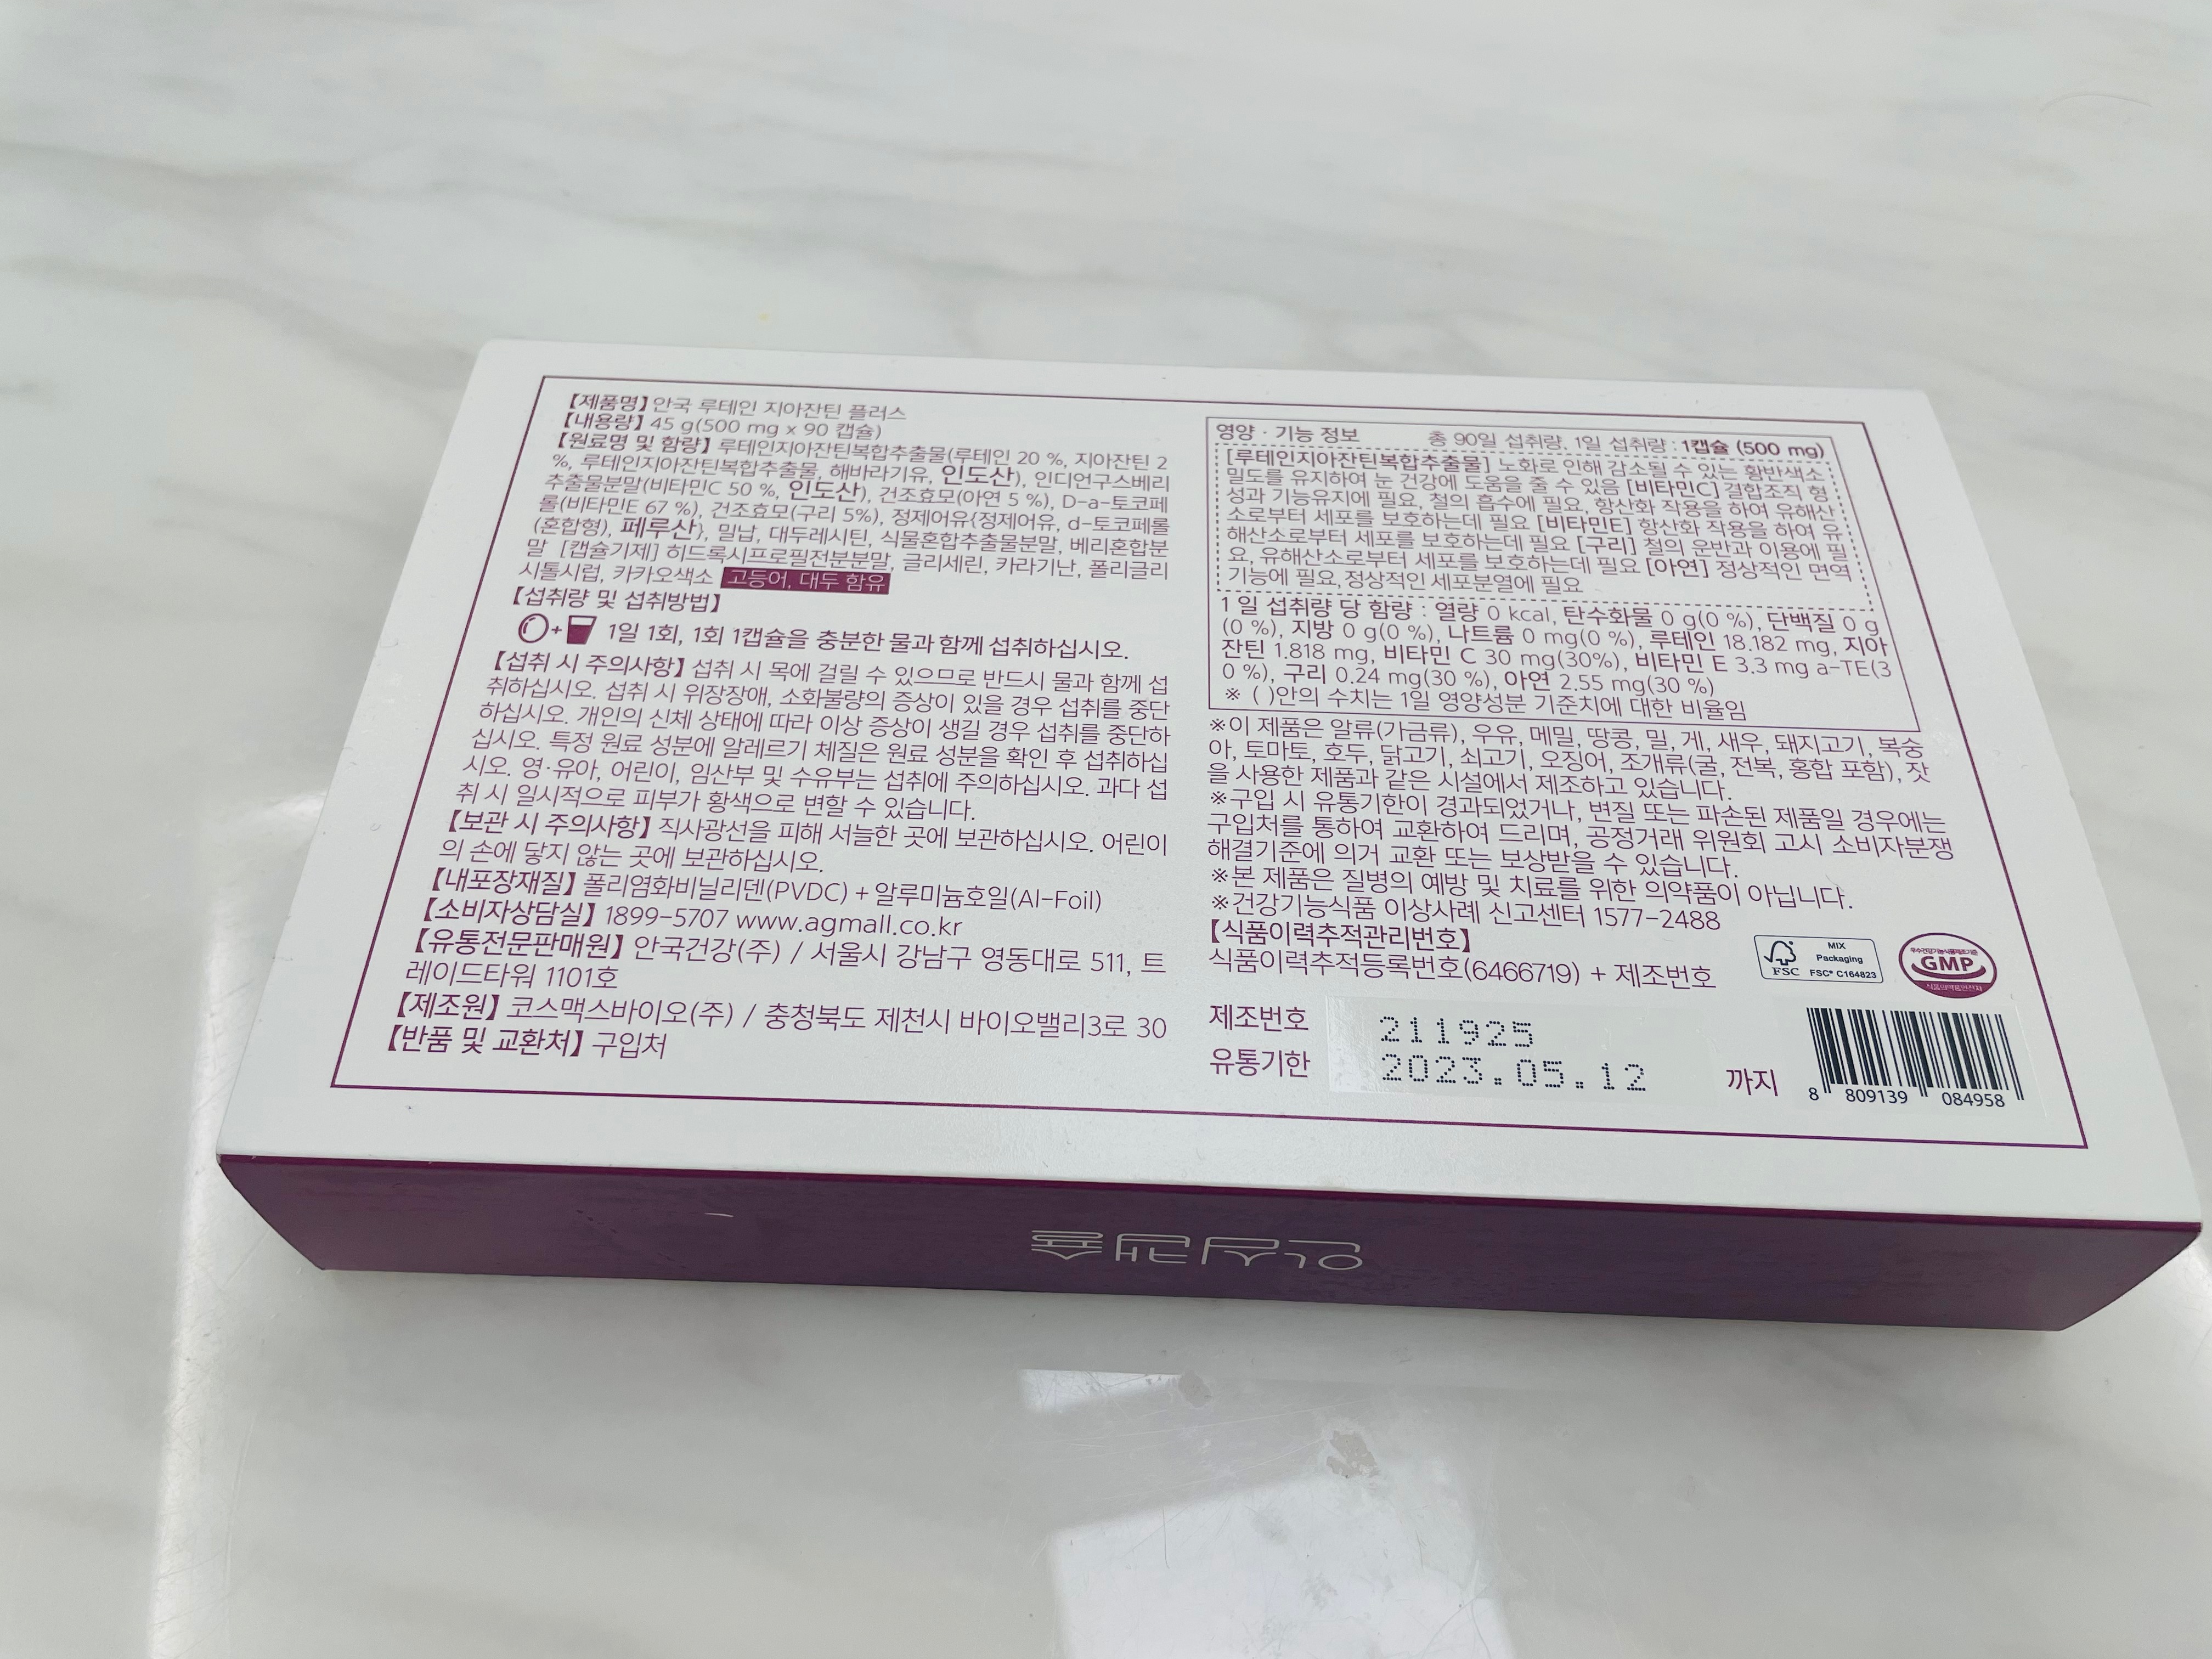 【제품명】 안국 루테인 지아잔틴 플러스
【내용량】 45 g(500 mg x 90 캡슐)
【원료명 및 함량】 루테인지아잔틴복합추출물(루테인 20 %, 지아잔틴 2
%, 루테인지아잔틴복합추출물, 해바라기유, 인도산), 인디언구스베리
추출물분말(비타민C 50 %, 인도산), 건조효모(아연 5 %), D-a-토코페
롤(비타민E 67 %), 건조효모(구리 5%), 정제어유{정제어유, d-토코페롤
(혼합형), 페루산}, 밀납, 대두레시틴, 식물혼합추출물분말, 베리혼합분
말 [캡슐기제] 히드록시프로필전분분말, 글리세린, 카라기난, 폴리글리
시톨시럽, 카카오색소 고등어, 대두 함유
【섭취량 및 섭취방법】
1일 1회, 1회 1캡슐을 충분한 물과 함께 섭취하십시오.
【섭취 시 주의사항】 섭취 시 목에 걸릴 수 있으므로 반드시 물과 함께 섭
취하십시오. 섭취 시 위장장애, 소화불량의 증상이 있을 경우 섭취를 중단
하십시오. 개인의 신체 상태에 따라 이상 증상이 생길 경우 섭취를 중단하
십시오. 특정 원료 성분에 알레르기 체질은 원료 성분을 확인 후 섭취하십
시오. 영·유아, 어린이, 임산부 및 수유부는 섭취에 주의하십시오. 과다 섭
취 시 일시적으로 피부가 황색으로 변할 수 있습니다.
【보관 시 주의사항】 직사광선을 피해 서늘한 곳에 보관하십시오. 어린이
의 손에 닿지 않는 곳에 보관하십시오.
【내포장재질】 폴리염화비닐리덴(PVDC) + 알루미늄호일(Al-Foil)
【소비자상담실】 1899-5707 www.agmall.co.kr
【유통전문판매원】 안국건강(주) / 서울시 강남구 영동대로 511, 트
레이드타워 1101호
【제조원】 코스맥스바이오(주) / 충청북도 제천시 바이오밸리3로 30
【반품 및 교환처】 구입처
영양·기능 정보 총 90일 섭취량, 1일 섭취량 : 1캡슐 (500 mg)
[루테인지아잔틴복합추출물] 노화로 인해 감소될 수 있는 황반색소
밀도를 유지하여 눈 건강에 도움을 줄 수 있음 [비타민C] 결합조직 형
성과 기능유지에 필요, 철의 흡수에 필요, 항산화 작용을 하여 유해산
소로부터 세포를 보호하는데 필요 [비타민E] 항산화 작용을 하여 유
해산소로부터 세포를 보호하는데 필요 [구리] 철의 운반과 이용에 필
요, 유해산소로부터 세포를 보호하는데 필요 [아연] 정상적인 면역
기능에 필요, 정상적인 세포분열에 필요
1 일 섭취량 당 함량 : 열량 0 kcal, 탄수화물 0 g(0 %), 단백질 0 g
(0 %), 지방 0 g(0 %), 나트륨 0 mg(0 %), 루테인 18.182 mg, 지아
잔틴 1.818 mg, 비타민 C 30 mg(30%), 비타민 E 3.3 mg a-TE(3
0 %), 구리 0.24 mg(30 %), 아연 2.55 mg(30 %)
※ ( )안의 수치는 1일 영양성분 기준치에 대한 비율임
※이 제품은 알류(가금류), 우유, 메밀, 땅콩, 밀, 게, 새우, 돼지고기, 복숭
아, 토마토, 호두, 닭고기, 쇠고기, 오징어, 조개류(굴, 전복, 홍합 포함), 잣
을 사용한 제품과 같은 시설에서 제조하고 있습니다.
※구입 시 유통기한이 경과되었거나, 변질 또는 파손된 제품일 경우에는
구입처를 통하여 교환하여 드리며, 공정거래 위원회 고시 소비자분쟁
해결기준에 의거 교환 또는 보상받을 수 있습니다.
※본 제품은 질병의 예방 및 치료를 위한 의약품이 아닙니다.
※건강기능식품 이상사례 신고센터 1577-2488
【식품이력추적관리번호】
식품이력추적등록번호(6466719) + 제조번호
FSC MIX Packaging FSC® C164823
우수건강기능식품제조기준 GMP 식품의약품안전처
제조번호 211925
유통기한 2023.05.12 까지
8 809139 084958
안심캡슐